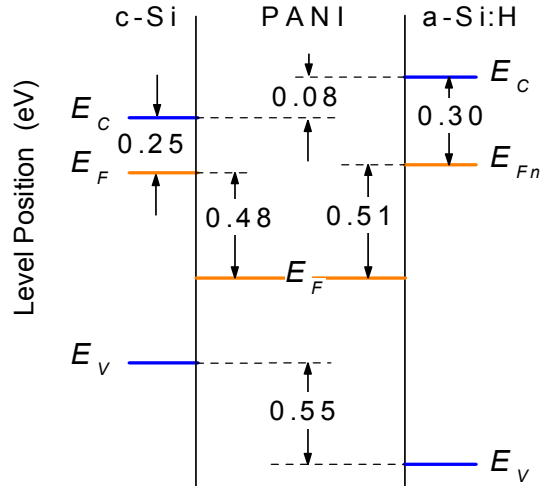 c-Si PANI a-Si:H
Level Position (eV)
E_C 0.08 E_C
0.25 0.30
E_F E_Fn
0.48 0.51
E_F
E_V
0.55
E_V